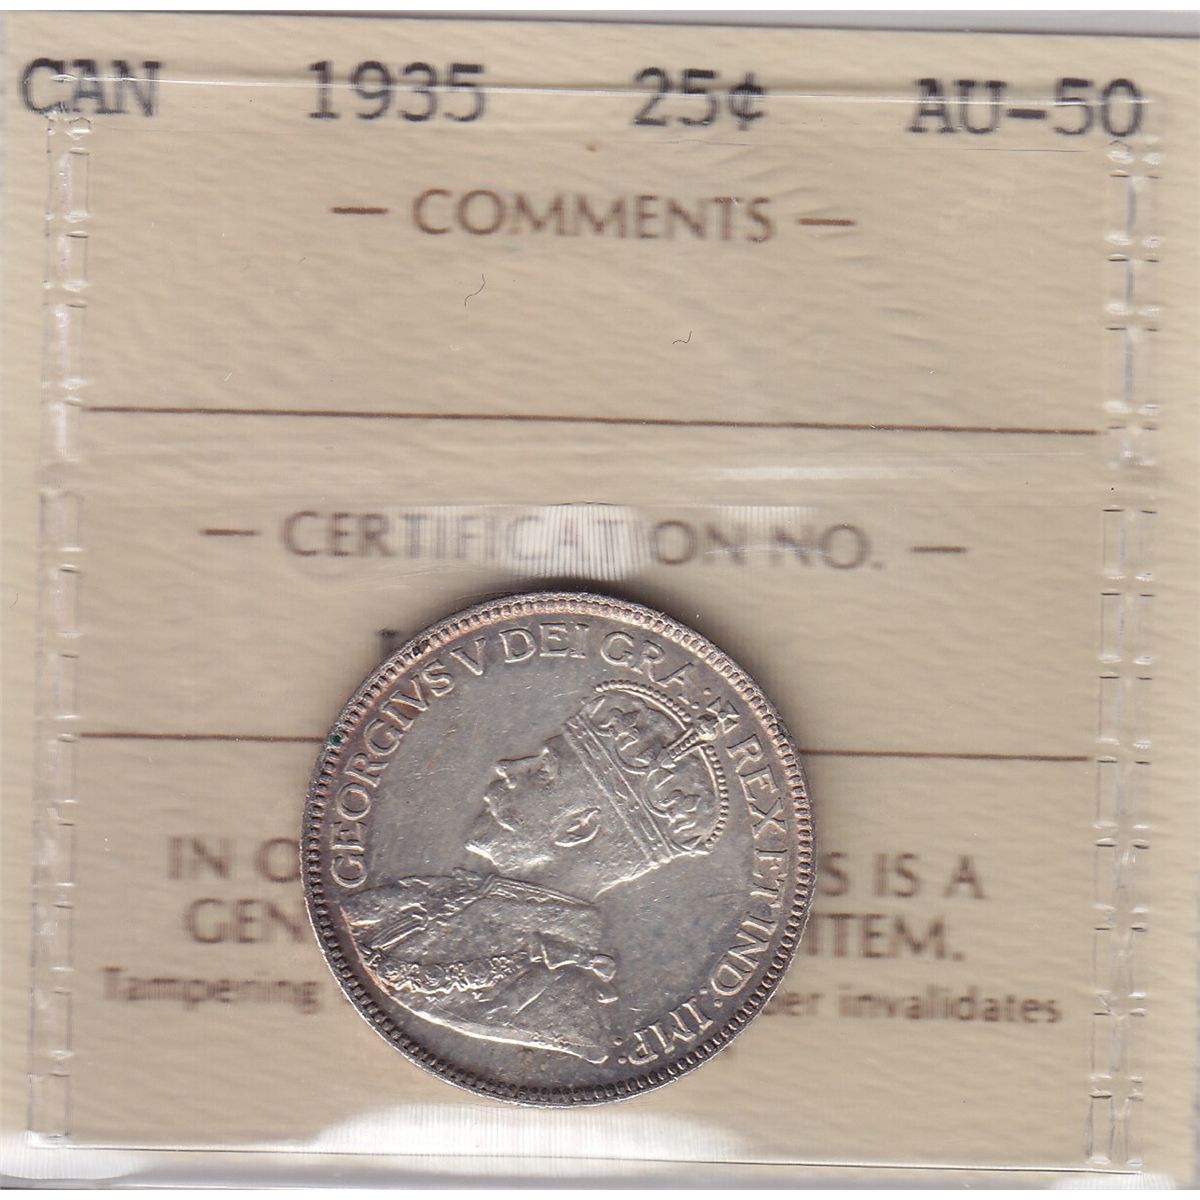 CAN 1935 25¢ AU-50
— COMMENTS —
— CERTIFICATION NO. —
GEORGIVS V DEI GRA: REX ET IND: IMP:
IN O S IS A
GEN ITEM.
Tampering er invalidates